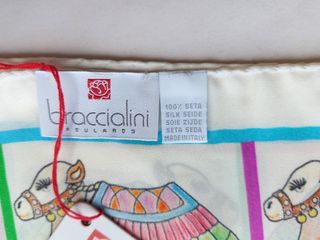 braccialini
FOULARDS
100% SETA
SILK SEIDE
SOIE ZIJDE
SETA SEDA
MADE IN ITALY